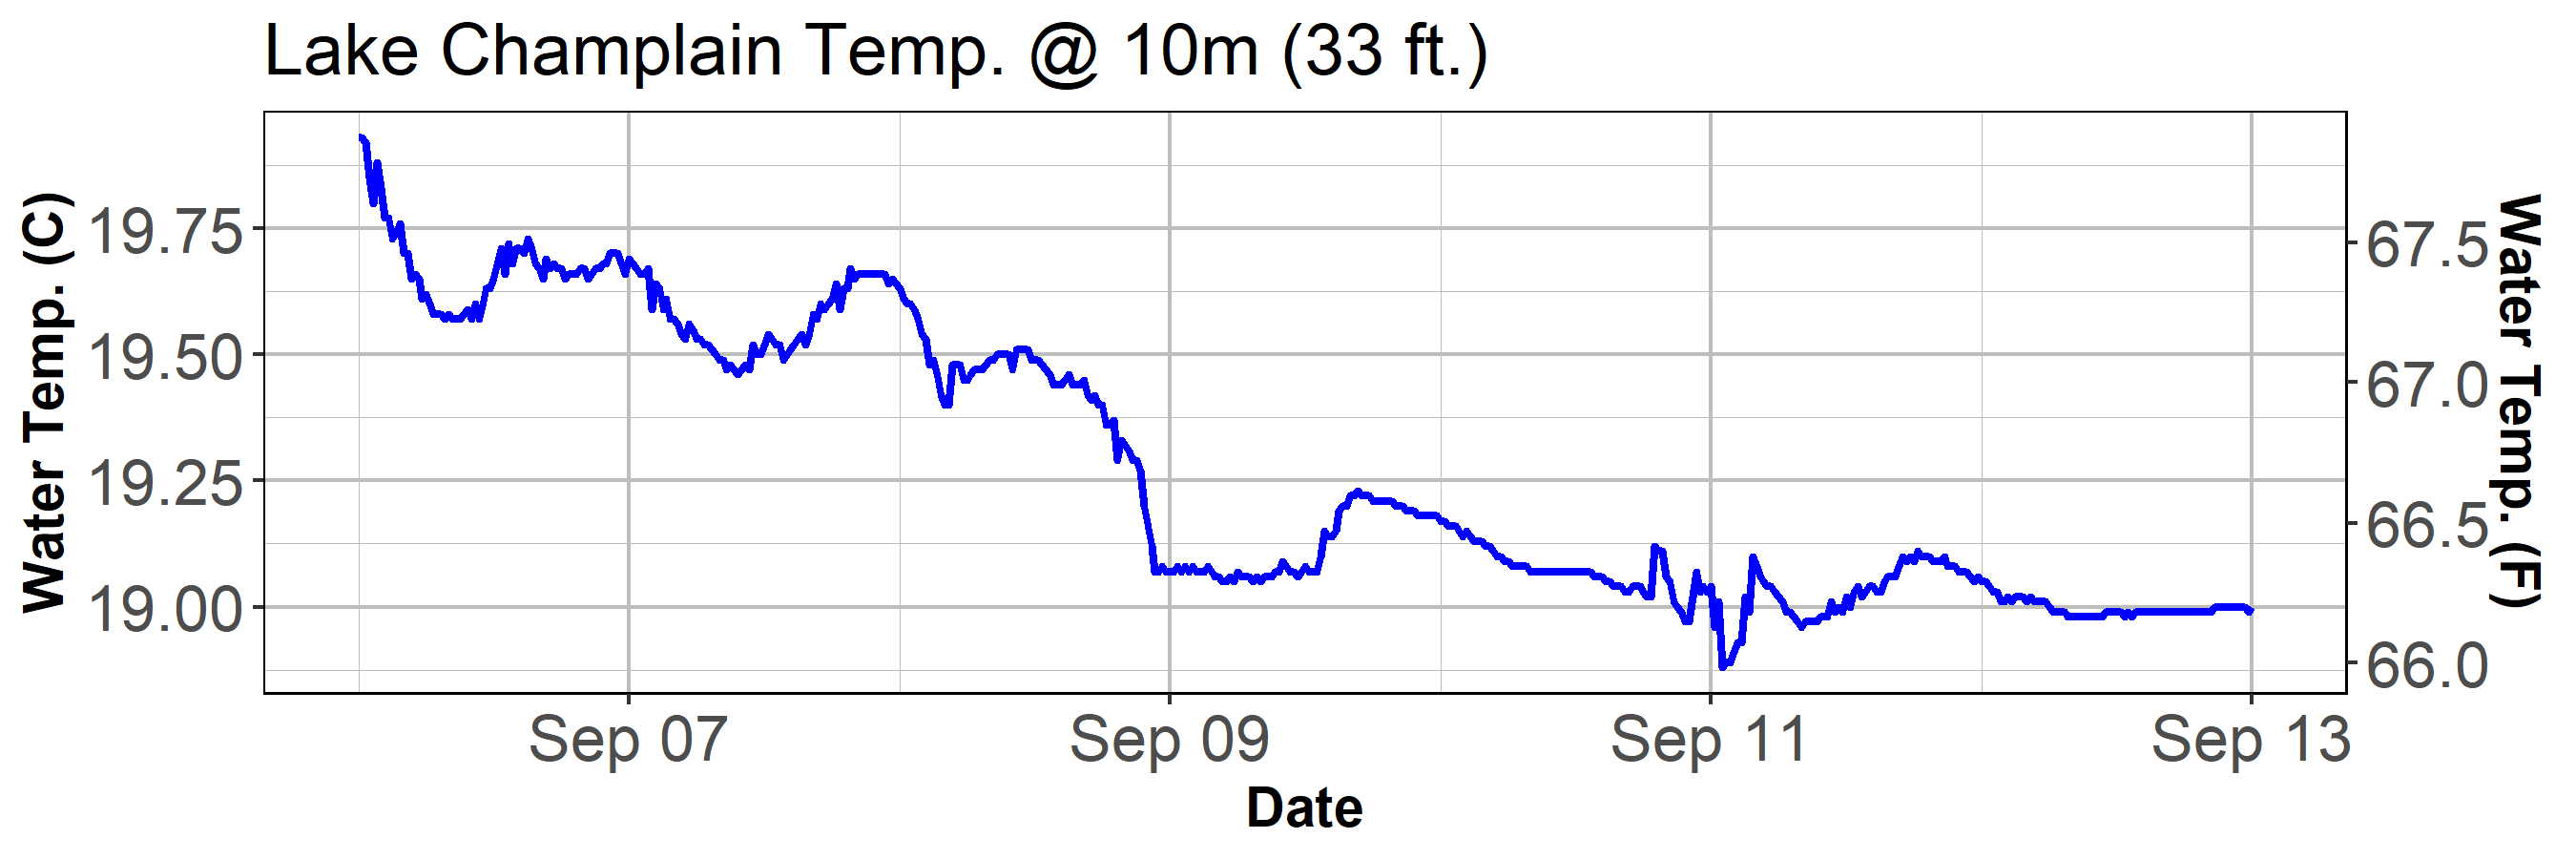 Lake Champlain Temp. @ 10m (33 ft.)
Water Temp. (C)
19.75
19.50
19.25
19.00
67.5
67.0
66.5
66.0
Water Temp. (F)
Sep 07 Sep 09 Sep 11 Sep 13
Date